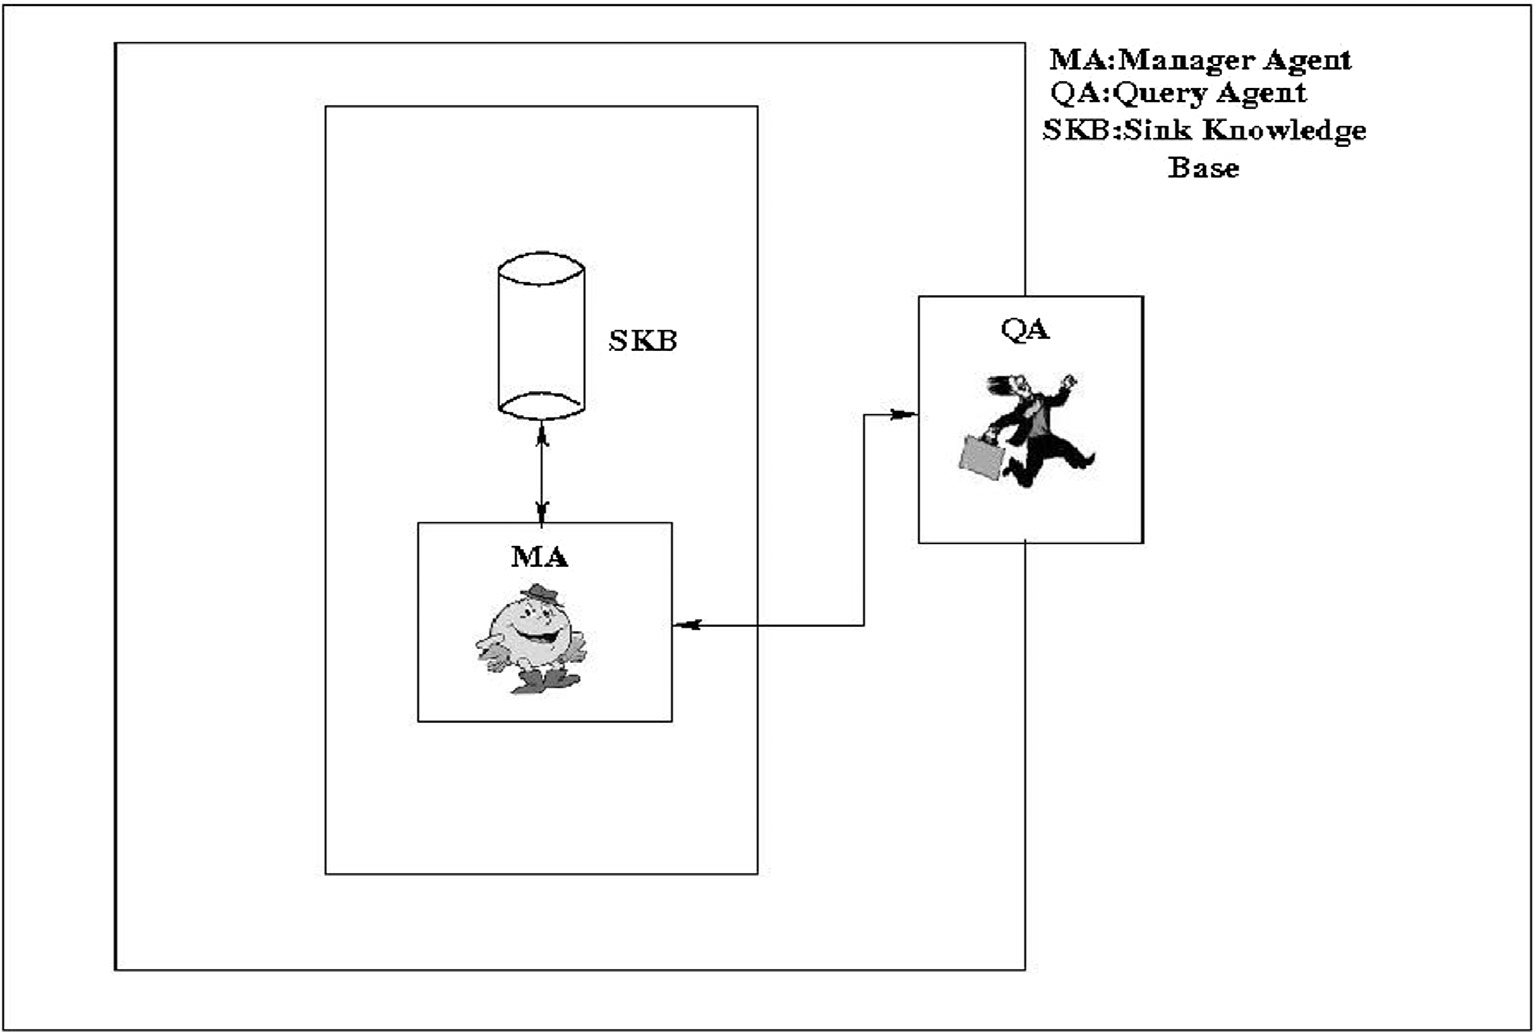 MA:Manager Agent
QA:Query Agent
SKB:Sink Knowledge
Base
SKB
QA
MA